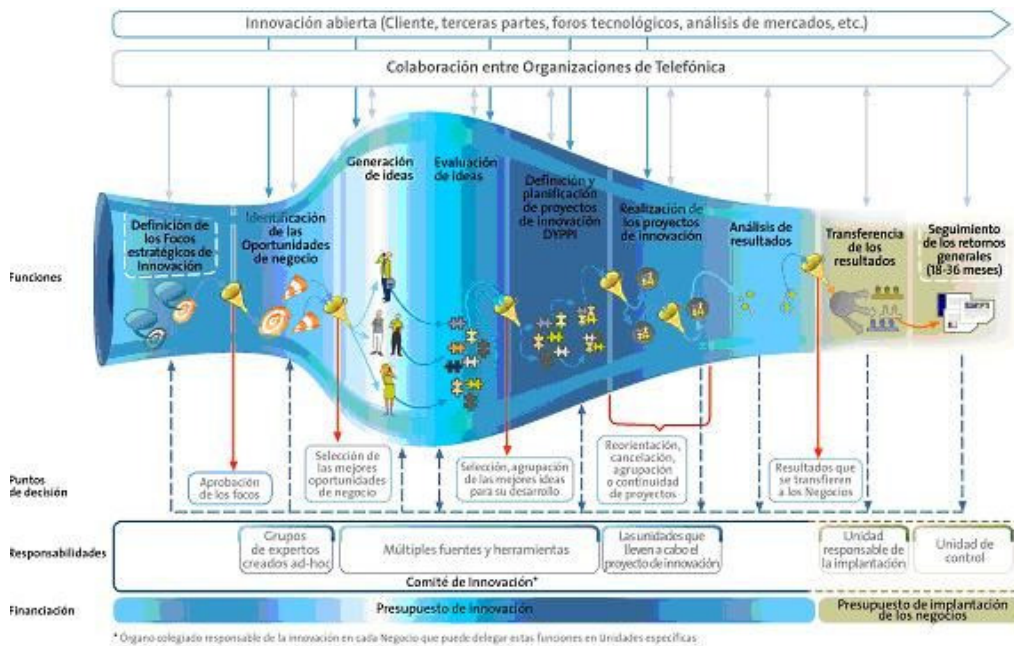 Innovación abierta (Cliente, terceras partes, foros tecnológicos, análisis de mercados, etc.)
Colaboración entre Organizaciones de Telefónica
Funciones
Definición de
los Focos
estratégicos de
Innovación
Identificación
de las
Oportunidades
de negocio
Generación
de ideas
Evaluación
de ideas
Definición y
planificación
de proyectos
de innovación
DYPPI
Realización de
los proyectos
de innovación
Análisis de
resultados
Transferencia
de los
resultados
Seguimiento
de los retornos
generales
(18-36 meses)
Puntos
de decisión
Aprobación
de los focos
Selección de
las mejores
oportunidades
de negocio
Selección, agrupación
de las mejores ideas
para su desarrollo
Reorientación,
cancelación,
agrupación
o continuidad
de proyectos
Resultados que
se transfieren
a los Negocios
Responsabilidades
Grupos
de expertos
creados ad-hoc
Múltiples fuentes y herramientas
Las unidades que
lleven a cabo el
proyecto de innovación
Unidad
responsable de
la implantación
Unidad de
control
Comité de Innovación*
Financiación
Presupuesto de innovación
Presupuesto de implantación
de los negocios
* Órgano colegiado responsable de la innovación en cada Negocio que puede delegar estas funciones en Unidades específicas